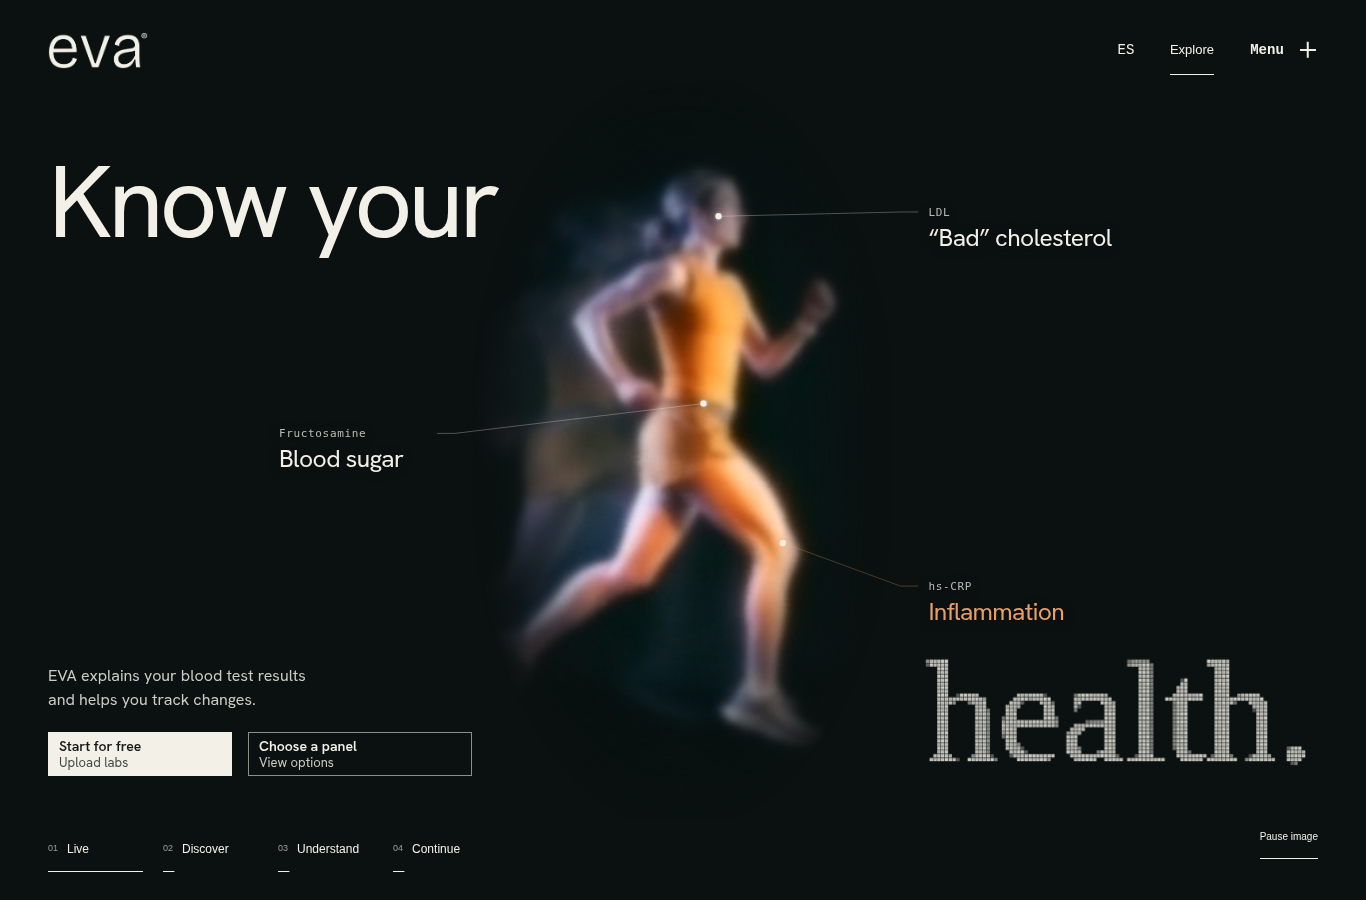 eva®
ES
Explore
Menu
Know your
LDL
“Bad” cholesterol
Fructosamine
Blood sugar
hs-CRP
Inflammation
EVA explains your blood test results
and helps you track changes.
health.
Start for free
Upload labs
Choose a panel
View options
Pause image
01 Live
02 Discover
03 Understand
04 Continue